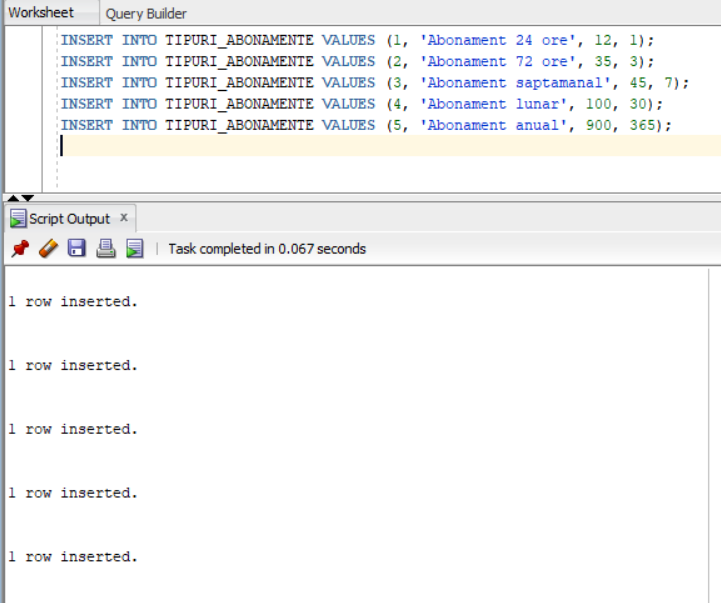 Worksheet Query Builder
INSERT INTO TIPURI_ABONAMENTE VALUES (1, 'Abonament 24 ore', 12, 1);
INSERT INTO TIPURI_ABONAMENTE VALUES (2, 'Abonament 72 ore', 35, 3);
INSERT INTO TIPURI_ABONAMENTE VALUES (3, 'Abonament saptamanal', 45, 7);
INSERT INTO TIPURI_ABONAMENTE VALUES (4, 'Abonament lunar', 100, 30);
INSERT INTO TIPURI_ABONAMENTE VALUES (5, 'Abonament anual', 900, 365);
Script Output x
Task completed in 0.067 seconds
1 row inserted.
1 row inserted.
1 row inserted.
1 row inserted.
1 row inserted.